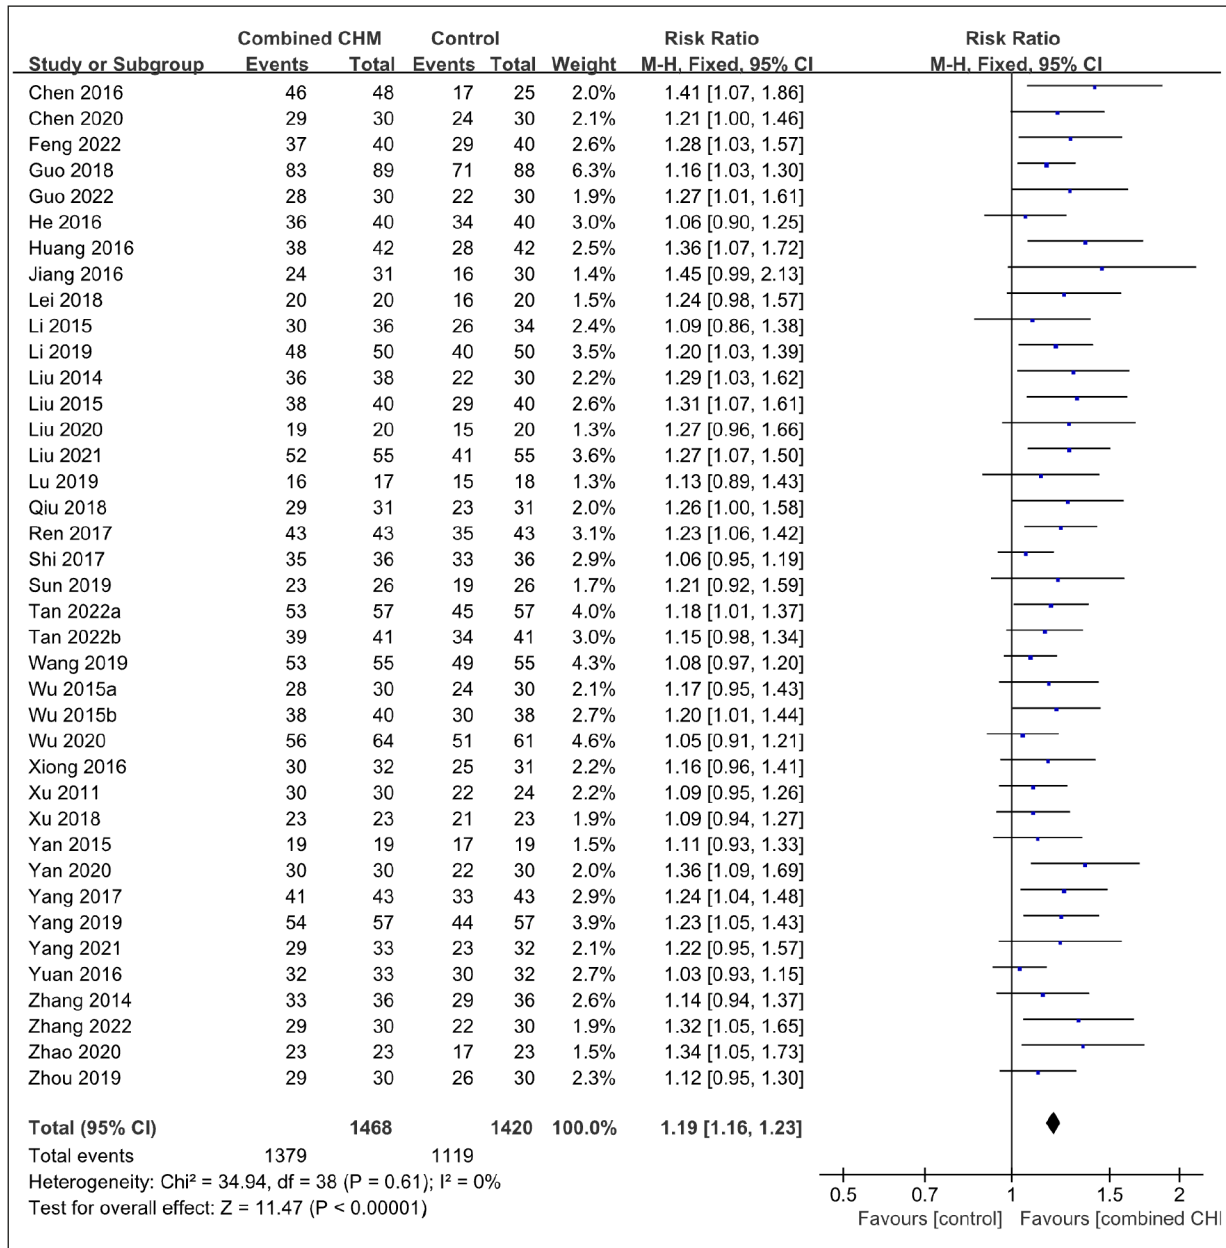 Combined CHM Control Risk Ratio Risk Ratio
Study or Subgroup Events Total Events Total Weight M-H, Fixed, 95% CI M-H, Fixed, 95% CI
Chen 2016 46 48 17 25 2.0% 1.41 [1.07, 1.86]
Chen 2020 29 30 24 30 2.1% 1.21 [1.00, 1.46]
Feng 2022 37 40 29 40 2.6% 1.28 [1.03, 1.57]
Guo 2018 83 89 71 88 6.3% 1.16 [1.03, 1.30]
Guo 2022 28 30 22 30 1.9% 1.27 [1.01, 1.61]
He 2016 36 40 34 40 3.0% 1.06 [0.90, 1.25]
Huang 2016 38 42 28 42 2.5% 1.36 [1.07, 1.72]
Jiang 2016 24 31 16 30 1.4% 1.45 [0.99, 2.13]
Lei 2018 20 20 16 20 1.5% 1.24 [0.98, 1.57]
Li 2015 30 36 26 34 2.4% 1.09 [0.86, 1.38]
Li 2019 48 50 40 50 3.5% 1.20 [1.03, 1.39]
Liu 2014 36 38 22 30 2.2% 1.29 [1.03, 1.62]
Liu 2015 38 40 29 40 2.6% 1.31 [1.07, 1.61]
Liu 2020 19 20 15 20 1.3% 1.27 [0.96, 1.66]
Liu 2021 52 55 41 55 3.6% 1.27 [1.07, 1.50]
Lu 2019 16 17 15 18 1.3% 1.13 [0.89, 1.43]
Qiu 2018 29 31 23 31 2.0% 1.26 [1.00, 1.58]
Ren 2017 43 43 35 43 3.1% 1.23 [1.06, 1.42]
Shi 2017 35 36 33 36 2.9% 1.06 [0.95, 1.19]
Sun 2019 23 26 19 26 1.7% 1.21 [0.92, 1.59]
Tan 2022a 53 57 45 57 4.0% 1.18 [1.01, 1.37]
Tan 2022b 39 41 34 41 3.0% 1.15 [0.98, 1.34]
Wang 2019 53 55 49 55 4.3% 1.08 [0.97, 1.20]
Wu 2015a 28 30 24 30 2.1% 1.17 [0.95, 1.43]
Wu 2015b 38 40 30 38 2.7% 1.20 [1.01, 1.44]
Wu 2020 56 64 51 61 4.6% 1.05 [0.91, 1.21]
Xiong 2016 30 32 25 31 2.2% 1.16 [0.96, 1.41]
Xu 2011 30 30 22 24 2.2% 1.09 [0.95, 1.26]
Xu 2018 23 23 21 23 1.9% 1.09 [0.94, 1.27]
Yan 2015 19 19 17 19 1.5% 1.11 [0.93, 1.33]
Yan 2020 30 30 22 30 2.0% 1.36 [1.09, 1.69]
Yang 2017 41 43 33 43 2.9% 1.24 [1.04, 1.48]
Yang 2019 54 57 44 57 3.9% 1.23 [1.05, 1.43]
Yang 2021 29 33 23 32 2.1% 1.22 [0.95, 1.57]
Yuan 2016 32 33 30 32 2.7% 1.03 [0.93, 1.15]
Zhang 2014 33 36 29 36 2.6% 1.14 [0.94, 1.37]
Zhang 2022 29 30 22 30 1.9% 1.32 [1.05, 1.65]
Zhao 2020 23 23 17 23 1.5% 1.34 [1.05, 1.73]
Zhou 2019 29 30 26 30 2.3% 1.12 [0.95, 1.30]
Total (95% CI) 1468 1420 100.0% 1.19 [1.16, 1.23]
Total events 1379 1119
Heterogeneity: Chi² = 34.94, df = 38 (P = 0.61); I² = 0%
Test for overall effect: Z = 11.47 (P < 0.00001)
0.5 0.7 1 1.5 2
Favours [control] Favours [combined CHI